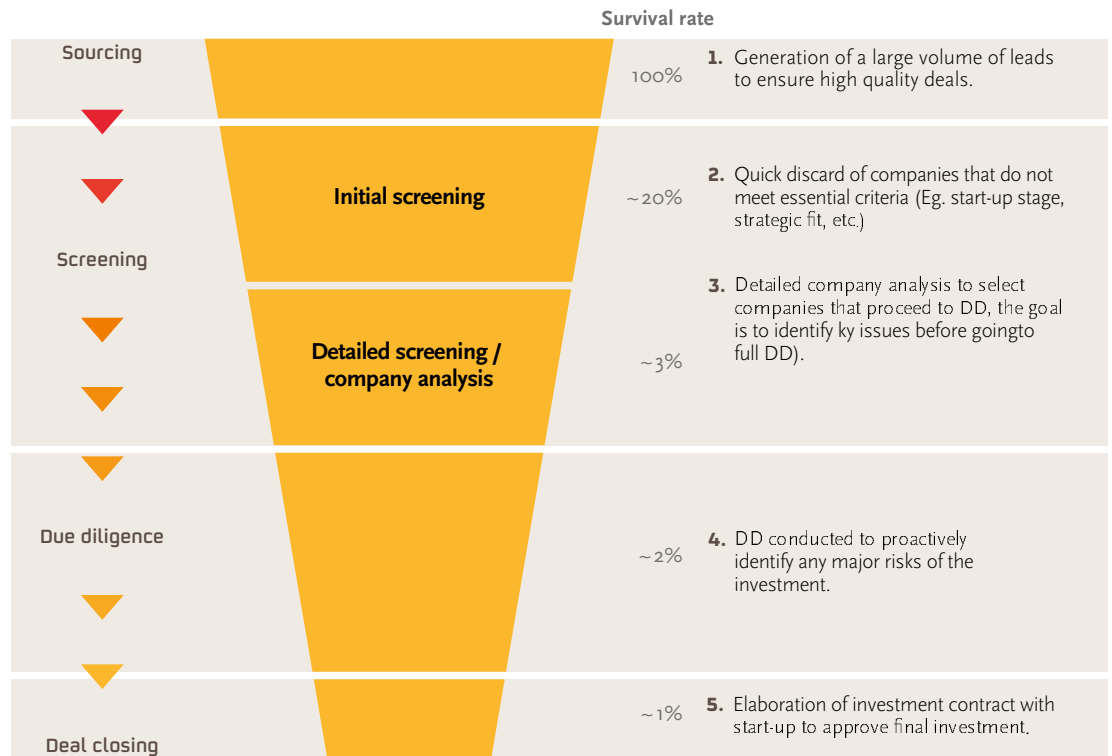 Survival rate
Sourcing
100%
1. Generation of a large volume of leads
to ensure high quality deals.
Screening
Initial screening
~20%
2. Quick discard of companies that do not
meet essential criteria (Eg. start-up stage,
strategic fit, etc.)
Detailed screening /
company analysis
~3%
3. Detailed company analysis to select
companies that proceed to DD, the goal
is to identify ky issues before goingto
full DD).
Due diligence
~2%
4. DD conducted to proactively
identify any major risks of the
investment.
Deal closing
~1%
5. Elaboration of investment contract with
start-up to approve final investment.